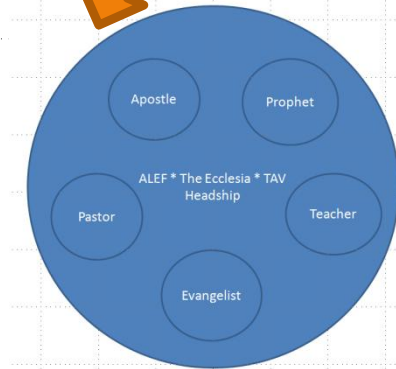 Apostle
Prophet
ALEF * The Ecclesia * TAV
Headship
Pastor
Teacher
Evangelist